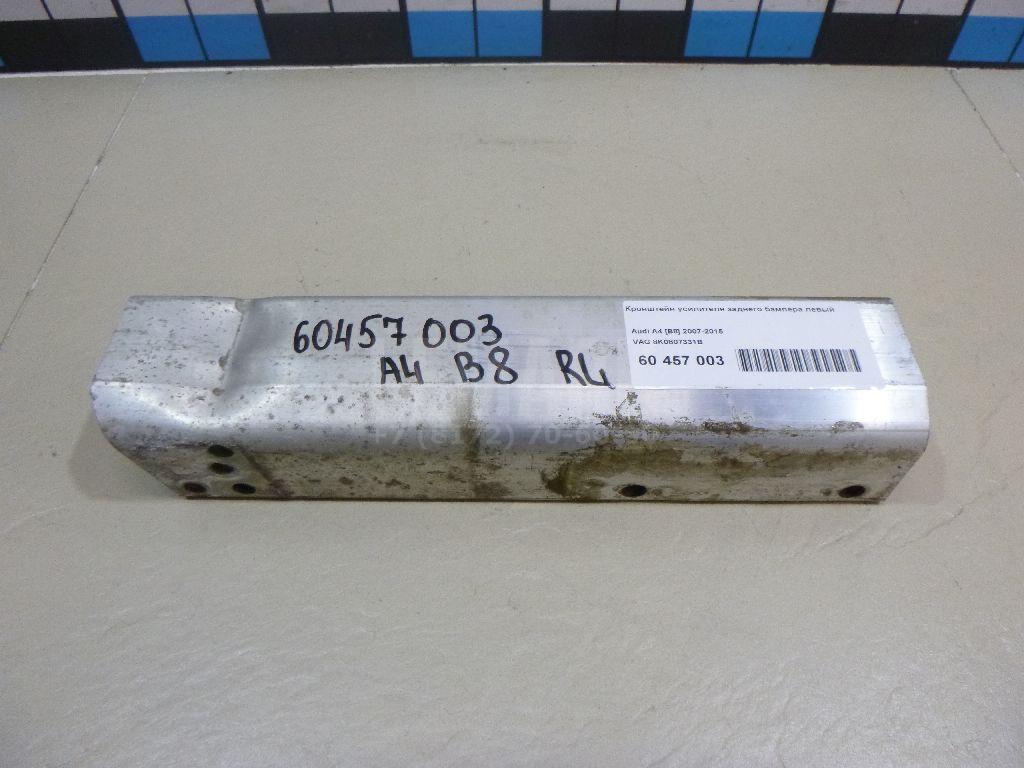 60457003
A4 B8 RL
Кронштейн усилителя заднего бампера левый
Audi A4 [B8] 2007-2015
VAG 8K0807331B
60 457 003